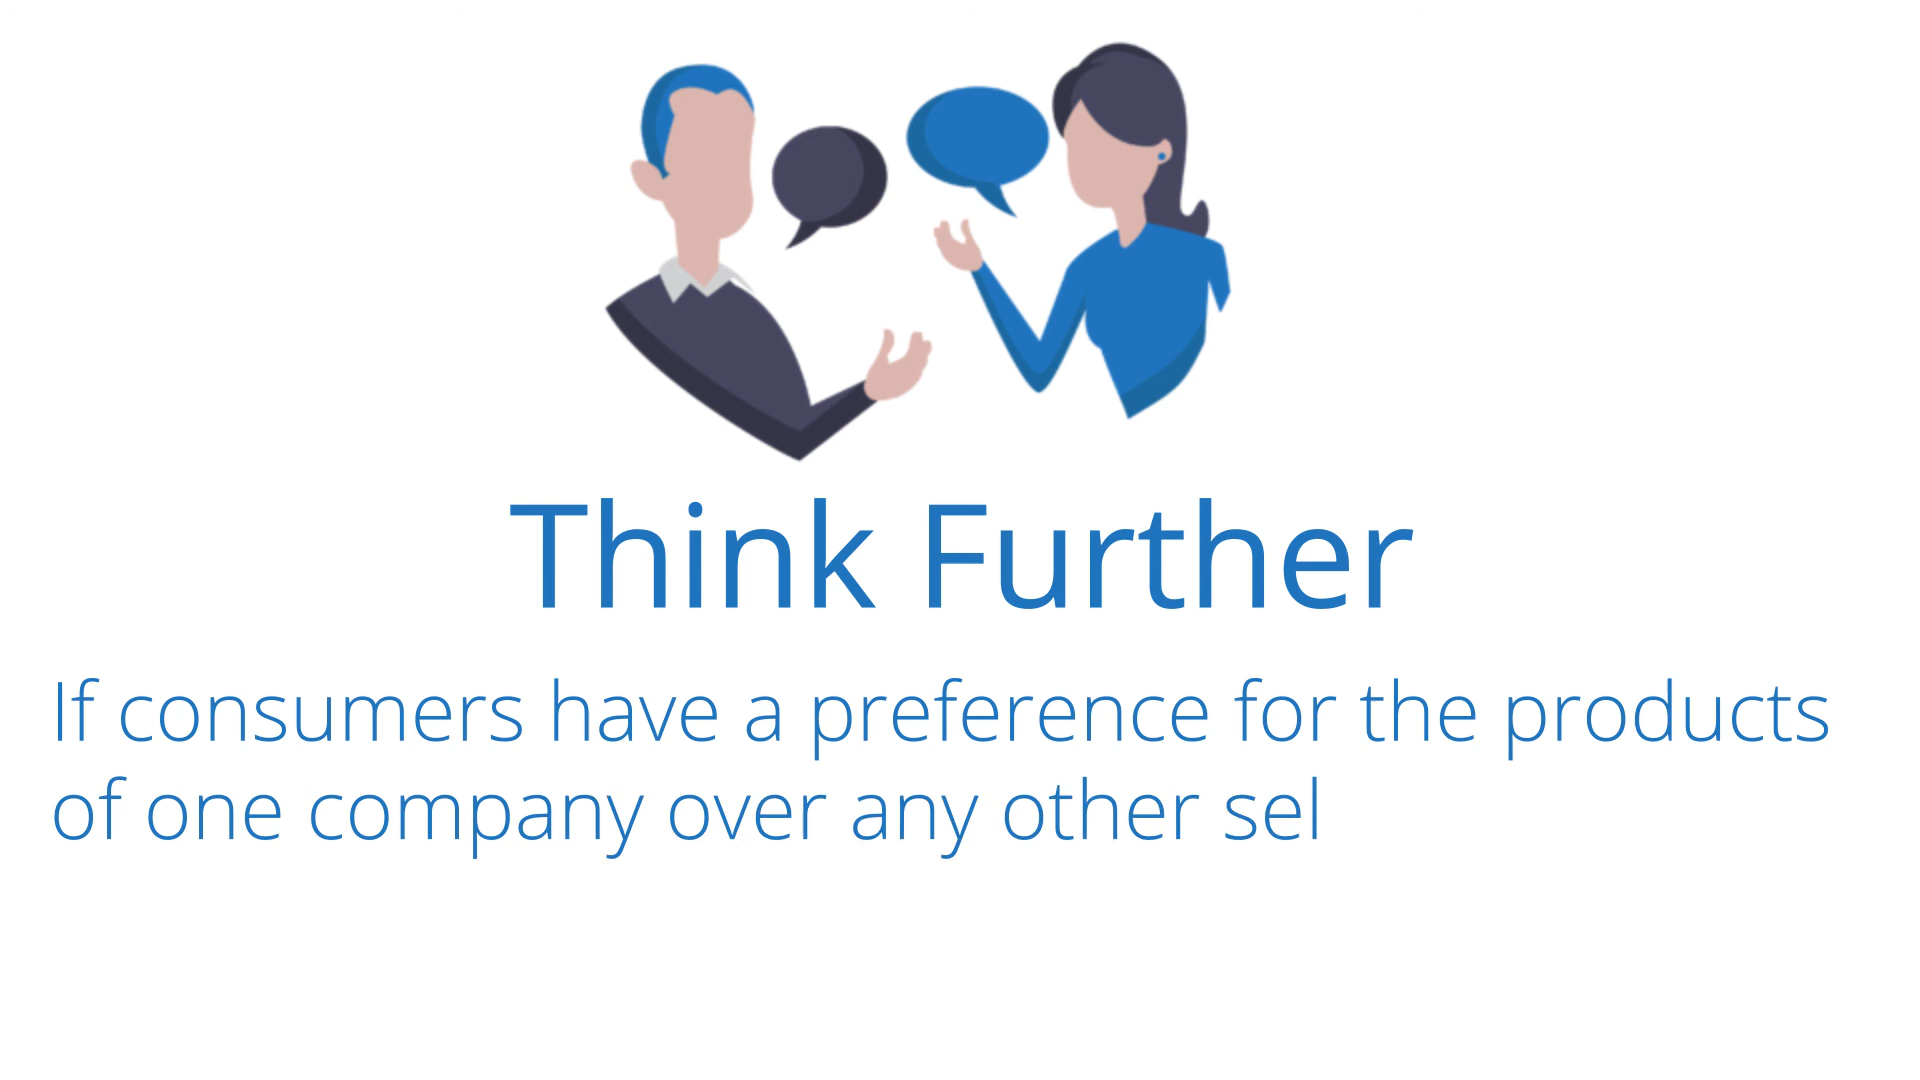 Think Further
If consumers have a preference for the products
of one company over any other sel